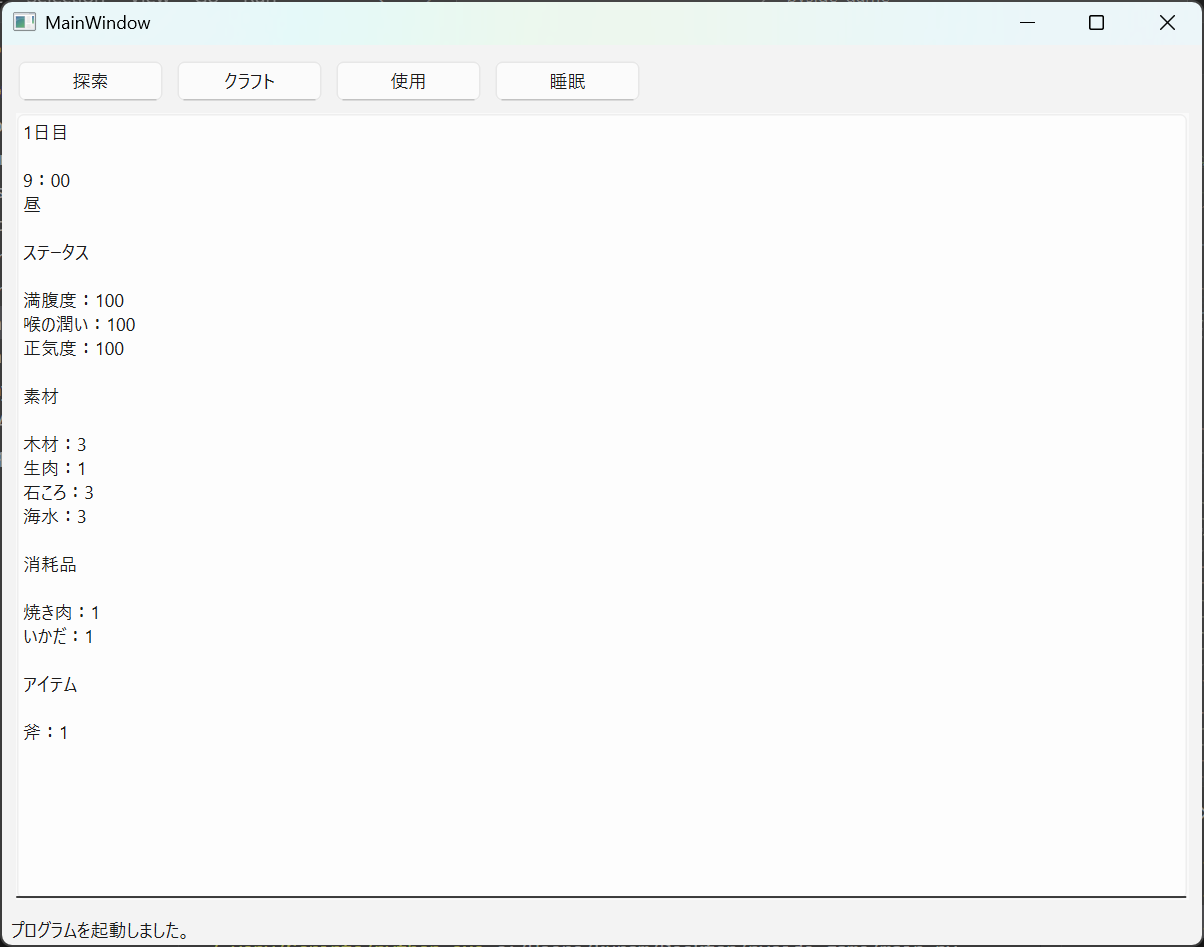 MainWindow
探索 クラフト 使用 睡眠
1日目
9：00
昼
ステータス
満腹度：100
喉の潤い：100
正気度：100
素材
木材：3
生肉：1
石ころ：3
海水：3
消耗品
焼き肉：1
いかだ：1
アイテム
斧：1
プログラムを起動しました。